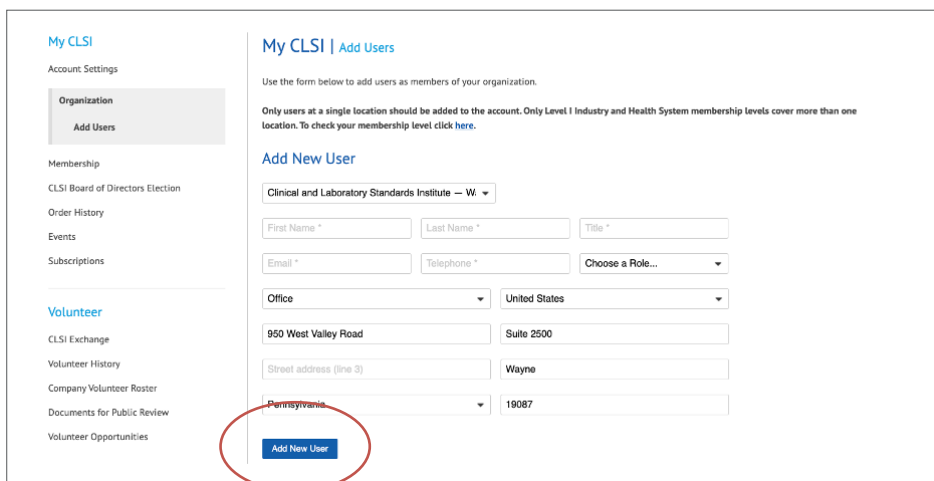 My CLSI
Account Settings
Organization
Add Users
Membership
CLSI Board of Directors Election
Order History
Events
Subscriptions
Volunteer
CLSI Exchange
Volunteer History
Company Volunteer Roster
Documents for Public Review
Volunteer Opportunities
My CLSI | Add Users
Use the form below to add users as members of your organization.
Only users at a single location should be added to the account. Only Level I Industry and Health System membership levels cover more than one
location. To check your membership level click here.
Add New User
Clinical and Laboratory Standards Institute — W
First Name * Last Name * Title *
Email * Telephone * Choose a Role...
Office United States
950 West Valley Road Suite 2500
Street address (line 3) Wayne
Pennsylvania 19087
Add New User